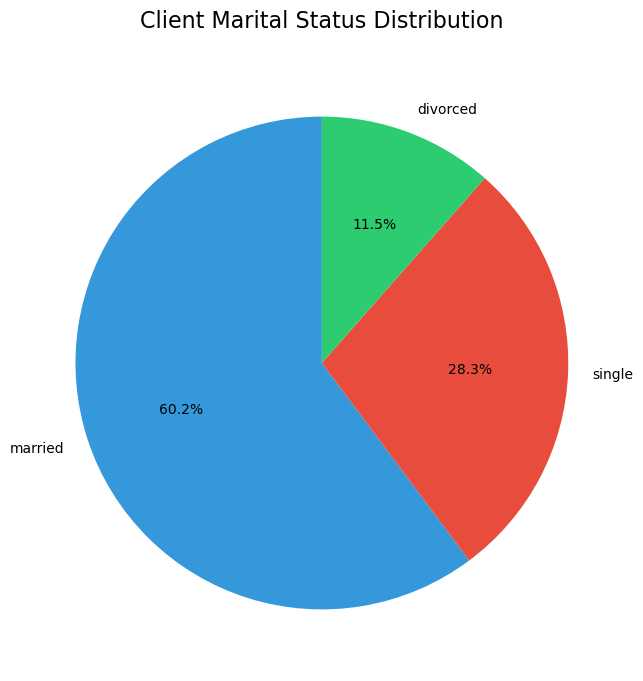 Client Marital Status Distribution
divorced
11.5%
28.3%
single
60.2%
married